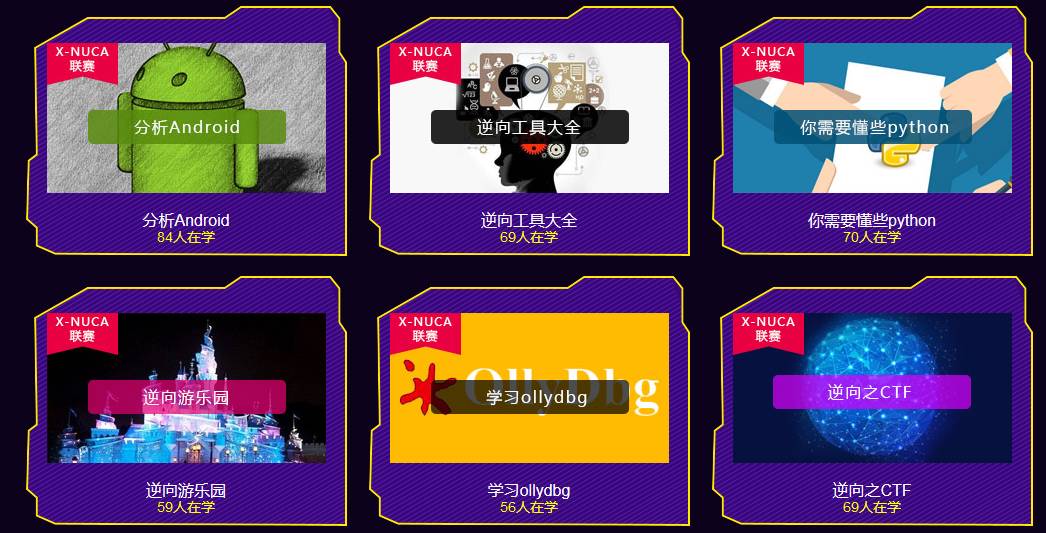 X-NUCA
联赛
分析Android
分析Android
84人在学
X-NUCA
联赛
逆向工具大全
逆向工具大全
69人在学
X-NUCA
联赛
你需要懂些python
你需要懂些python
70人在学
X-NUCA
联赛
逆向游乐园
逆向游乐园
59人在学
X-NUCA
联赛
OllyDbg
学习ollydbg
学习ollydbg
56人在学
X-NUCA
联赛
逆向之CTF
逆向之CTF
69人在学